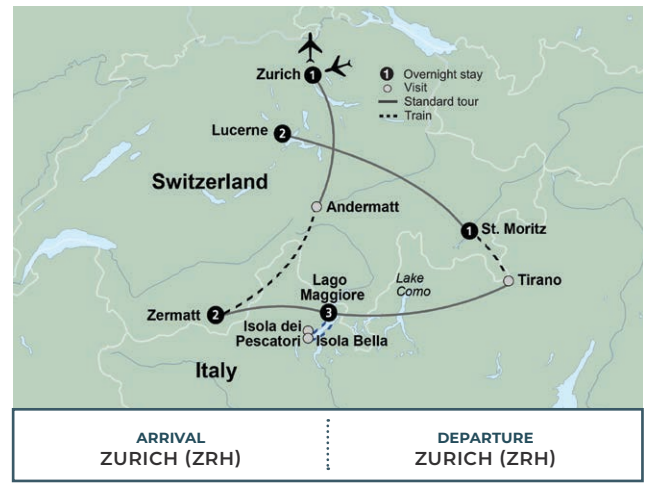 Zurich 1
1 Overnight stay
Visit
Standard tour
Train
Lucerne 2
Switzerland
Andermatt
1 St. Moritz
Lago
Maggiore
3
Lake
Como
Tirano
Zermatt 2
Isola dei
Pescatori
Isola Bella
Italy
ARRIVAL
ZURICH (ZRH)
DEPARTURE
ZURICH (ZRH)